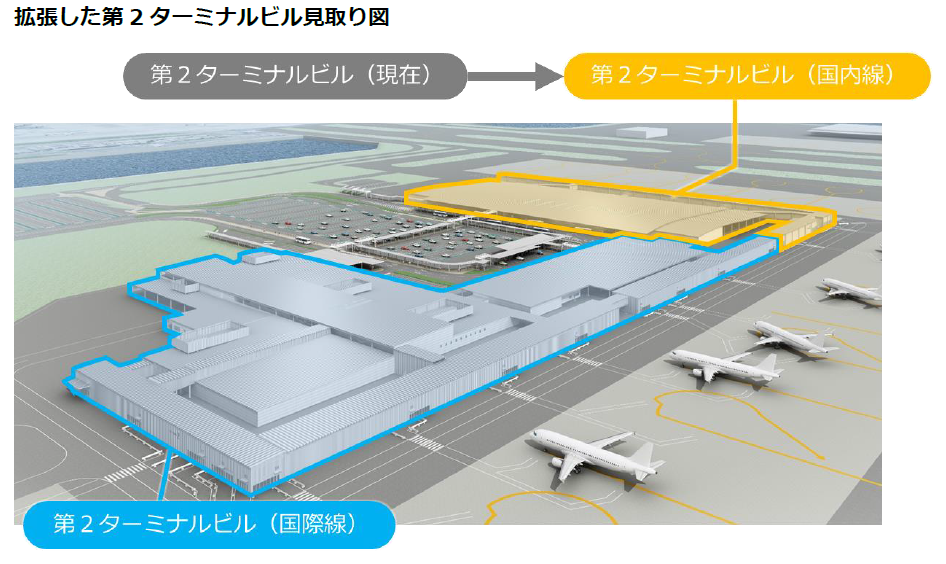 拡張した第2ターミナルビル見取り図
第2ターミナルビル（現在）
第2ターミナルビル（国内線）
第2ターミナルビル（国際線）